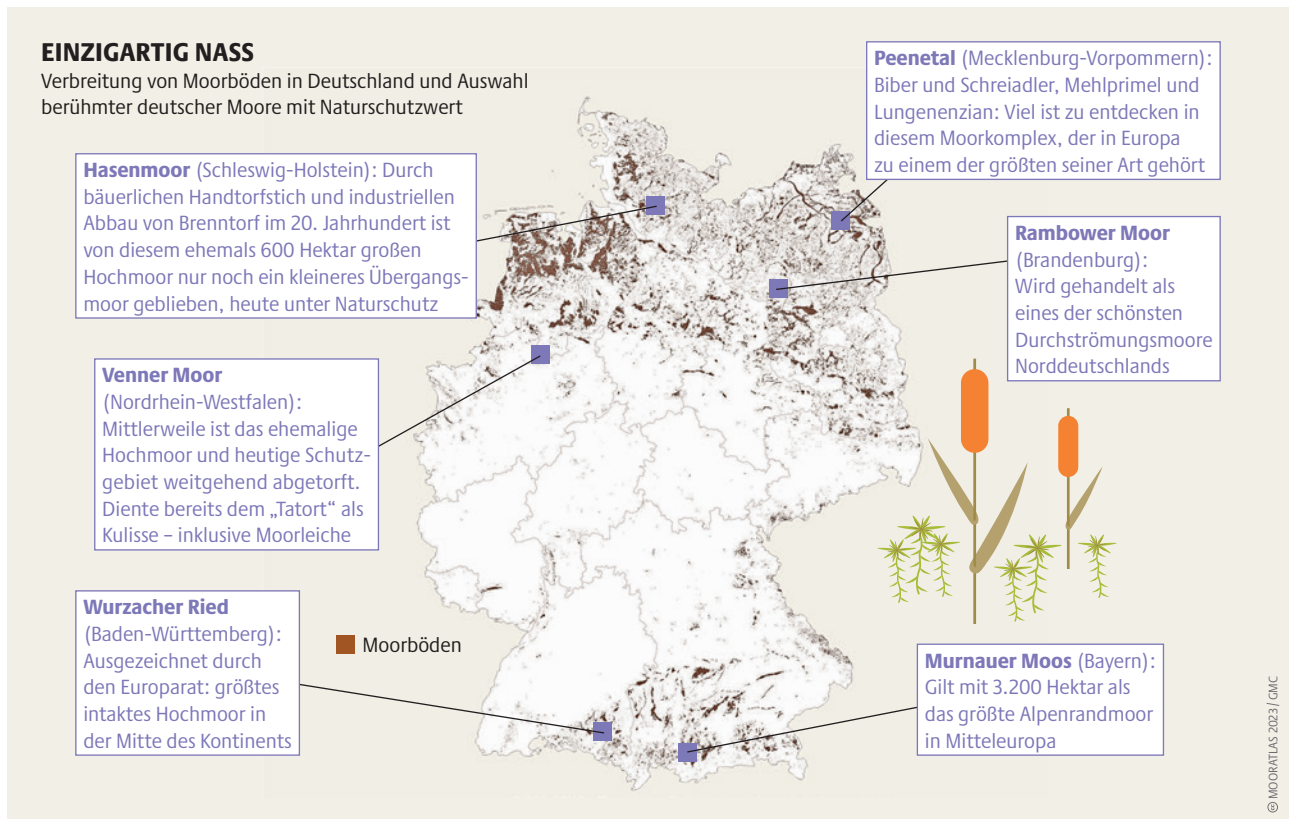 EINZIGARTIG NASS
Verbreitung von Moorböden in Deutschland und Auswahl
berühmter deutscher Moore mit Naturschutzwert
Peenetal (Mecklenburg-Vorpommern):
Biber und Schreiadler, Mehlprimel und
Lungenenzian: Viel ist zu entdecken in
diesem Moorkomplex, der in Europa
zu einem der größten seiner Art gehört
Hasenmoor (Schleswig-Holstein): Durch
bäuerlichen Handtorfstich und industriellen
Abbau von Brenntorf im 20. Jahrhundert ist
von diesem ehemals 600 Hektar großen
Hochmoor nur noch ein kleineres Übergangs-
moor geblieben, heute unter Naturschutz
Rambower Moor
(Brandenburg):
Wird gehandelt als
eines der schönsten
Durchströmungsmoore
Norddeutschlands
Venner Moor
(Nordrhein-Westfalen):
Mittlerweile ist das ehemalige
Hochmoor und heutige Schutz-
gebiet weitgehend abgetorft.
Diente bereits dem „Tatort“ als
Kulisse – inklusive Moorleiche
Wurzacher Ried
(Baden-Württemberg):
Ausgezeichnet durch
den Europarat: größtes
intaktes Hochmoor in
der Mitte des Kontinents
Moorböden
Murnauer Moos (Bayern):
Gilt mit 3.200 Hektar als
das größte Alpenrandmoor
in Mitteleuropa
MOORATLAS 2023 / GMC